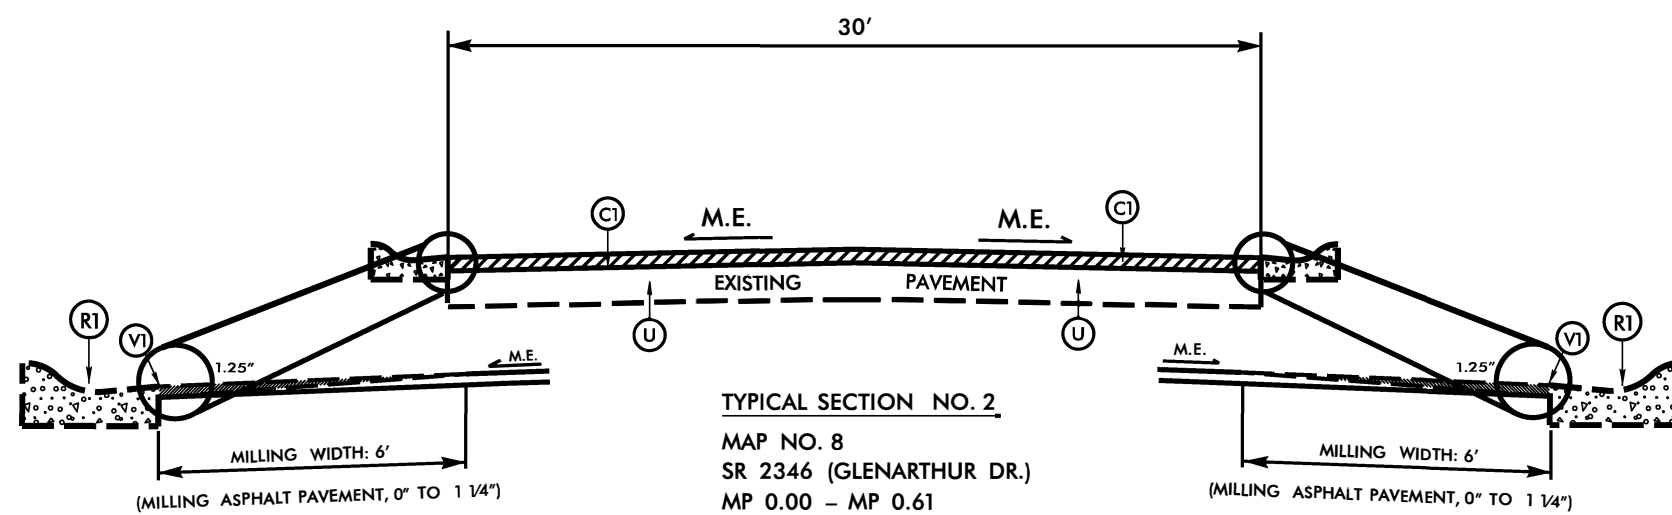 30'
C1
C1
M.E.
M.E.
EXISTING PAVEMENT
R1
V1
U
U
V1
R1
1.25"
M.E.
M.E.
1.25"
TYPICAL SECTION NO. 2
MAP NO. 8
SR 2346 (GLENARTHUR DR.)
MP 0.00 – MP 0.61
MILLING WIDTH: 6'
(MILLING ASPHALT PAVEMENT, 0" TO 1 1/4")
MILLING WIDTH: 6'
(MILLING ASPHALT PAVEMENT, 0" TO 1 1/4")